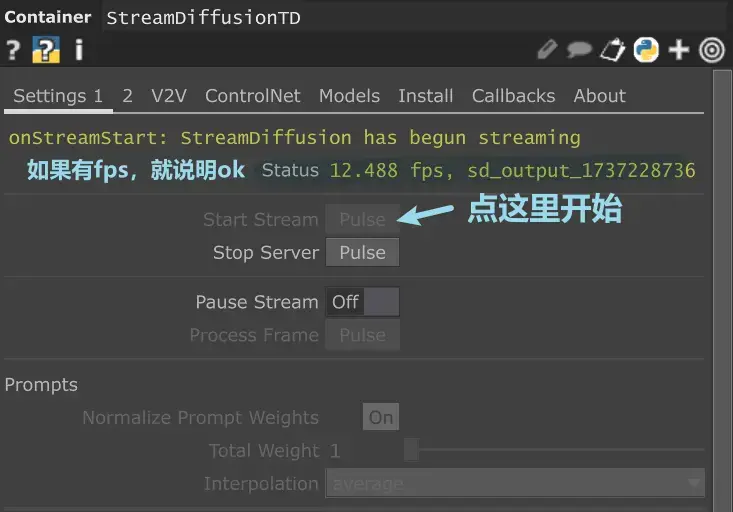 Container StreamDiffusionTD
? ? i
Settings 1 2 V2V ControlNet Models Install Callbacks About
onStreamStart: StreamDiffusion has begun streaming
如果有fps，就说明ok Status 12.488 fps, sd_output_1737228736
Start Stream Pulse 点这里开始
Stop Server Pulse
Pause Stream Off
Process Frame Pulse
Prompts
Normalize Prompt Weights On
Total Weight 1
Interpolation average